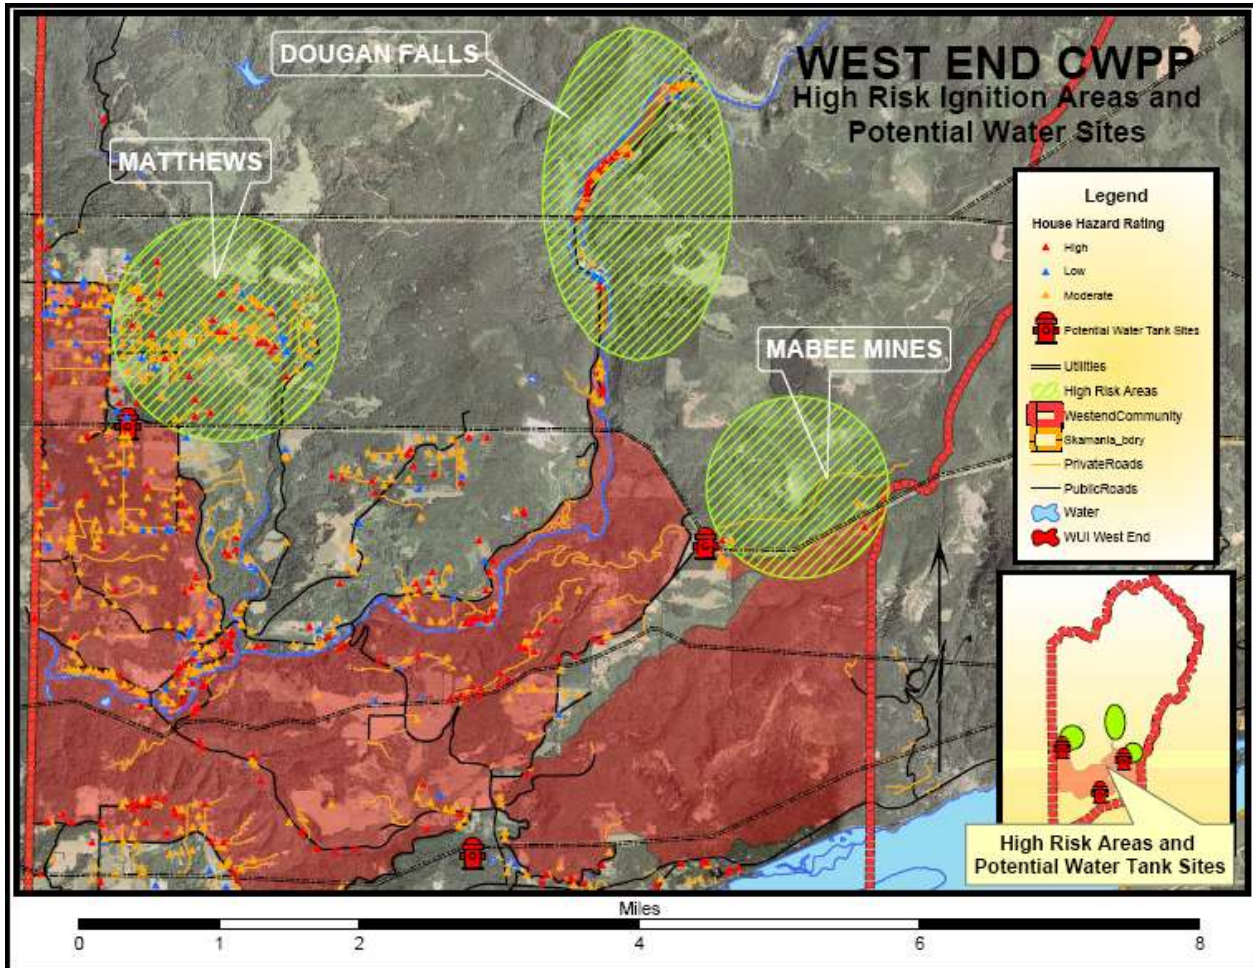 WEST END CWPP
High Risk Ignition Areas and
Potential Water Sites
DOUGAN FALLS
MATTHEWS
MABEE MINES
Legend
House Hazard Rating
High
Low
Moderate
Potential Water Tank Sites
Utilities
High Risk Areas
WestendCommunity
Skamania_bdry
PrivateRoads
PublicRoads
Water
WUI West End
High Risk Areas and
Potential Water Tank Sites
Miles
0 1 2 4 6 8